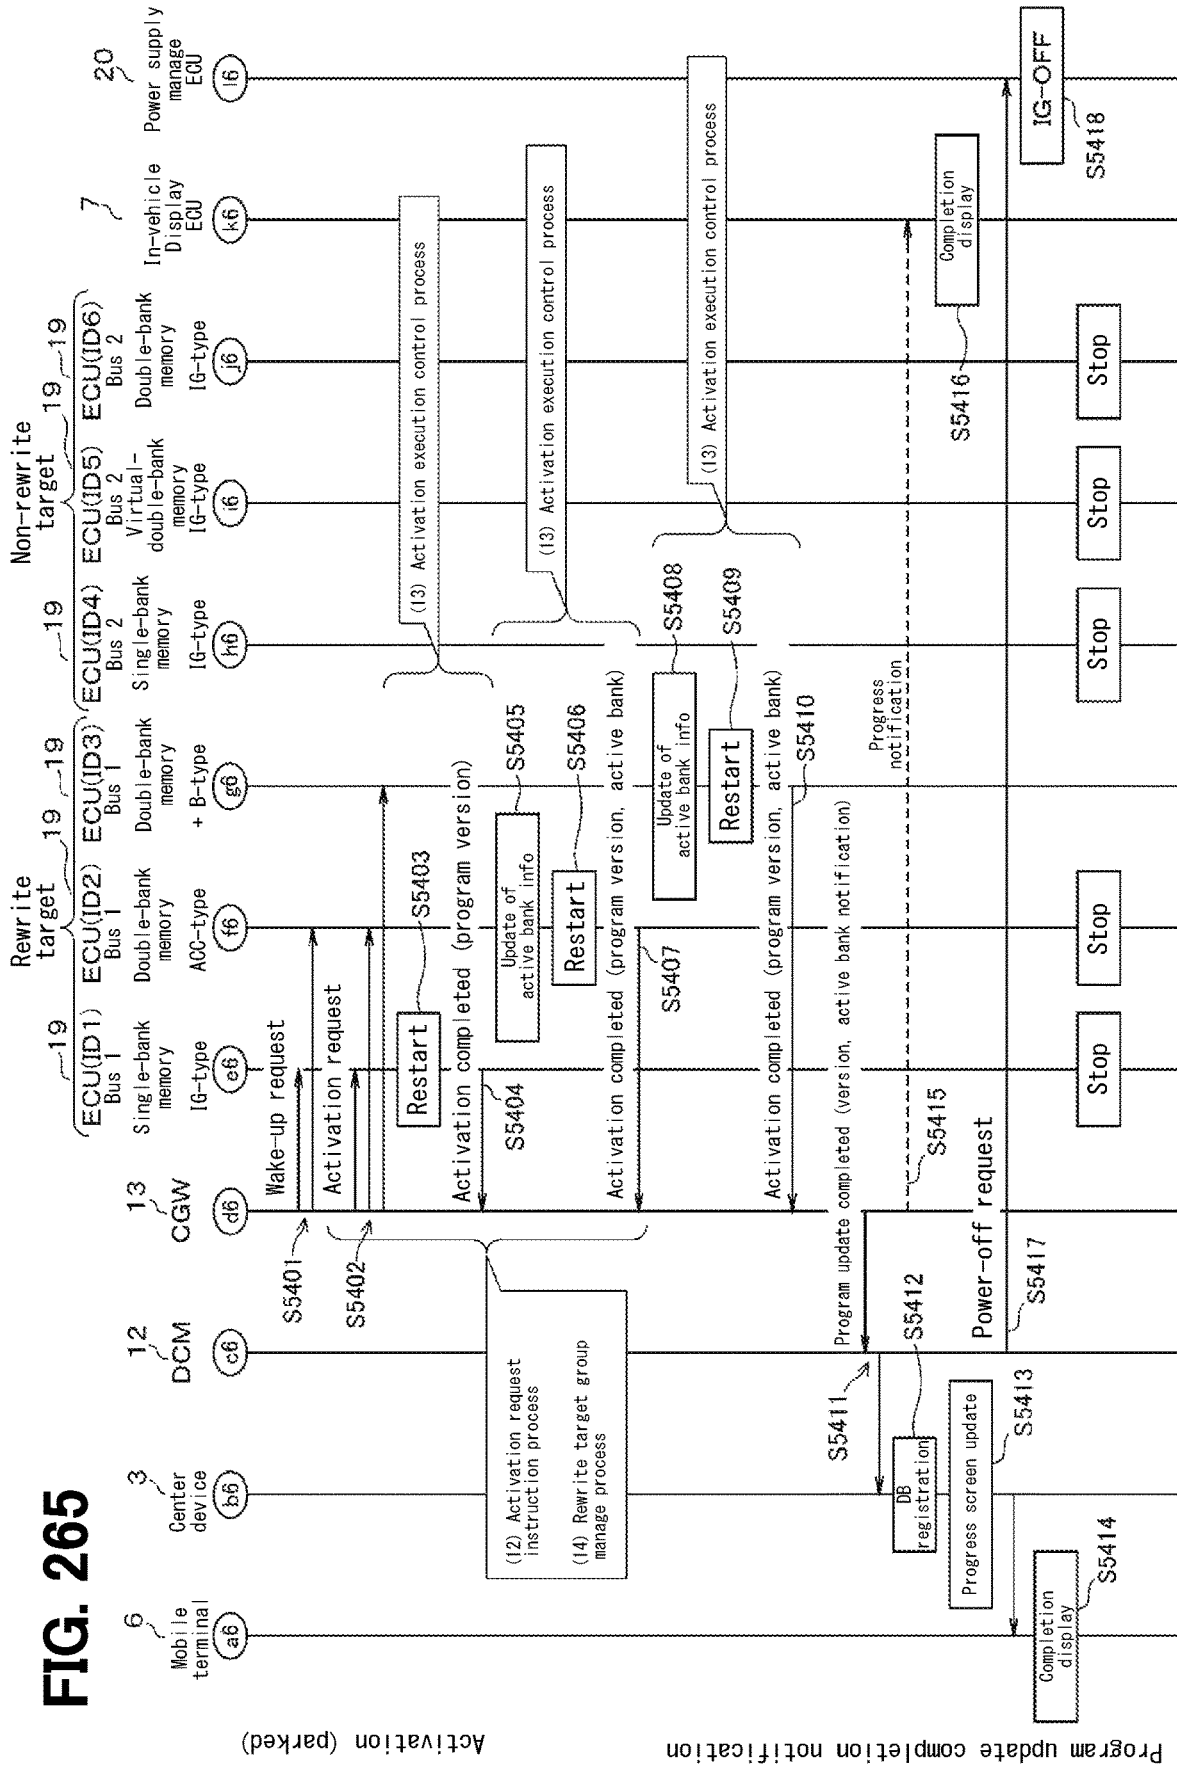 FIG. 265
6
Mobile
terminal
a6
3
Center
device
b6
12
DCM
c6
13
CGW
d6
Rewrite
target
19
ECU(ID1)
Bus 1
Single-bank
memory
IG-type
e6
19
ECU(ID2)
Bus 1
Double-bank
memory
ACC-type
f6
19
ECU(ID3)
Bus 1
Double-bank
memory
+ B-type
g6
Non-rewrite
target
19
ECU(ID4)
Bus 2
Single-bank
memory
IG-type
h6
19
ECU(ID5)
Bus 2
Virtual-
double-bank
memory
IG-type
i6
19
ECU(ID6)
Bus 2
Double-bank
memory
IG-type
j6
7
In-vehicle
Display
ECU
k6
20
Power supply
manage
ECU
l6
Activation (parked)
Wake-up request
S5401
Activation request
S5402
(12) Activation request
instruction process
(14) Rewrite target group
manage process
Restart
S5403
(13) Activation execution control process
Activation completed (program version)
S5404
Update of
active bank info
S5405
Restart
S5406
(13) Activation execution control process
Activation completed (program version, active bank)
S5407
Update of
active bank info
S5408
Restart
S5409
(13) Activation execution control process
Activation completed (program version, active bank)
S5410
Program update completion notification
Program update completed (version, active bank notification)
S5411
DB
registration
S5412
Progress screen update
S5413
Completion
display
S5414
Progress
notification
S5415
Completion
display
S5416
Power-off request
S5417
IG-OFF
S5418
Stop
Stop
Stop
Stop
Stop